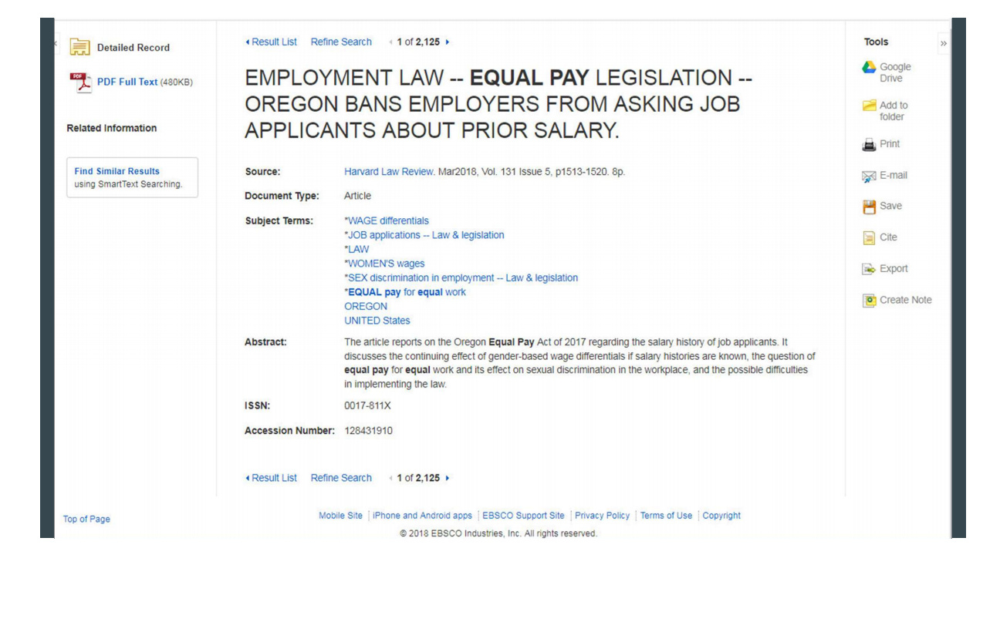 Detailed Record
PDF Full Text (480KB)
Related Information
Find Similar Results
using SmartText Searching.
Result List Refine Search 1 of 2,125
EMPLOYMENT LAW -- EQUAL PAY LEGISLATION --
OREGON BANS EMPLOYERS FROM ASKING JOB
APPLICANTS ABOUT PRIOR SALARY.
Source: Harvard Law Review. Mar2018, Vol. 131 Issue 5, p1513-1520. 8p.
Document Type: Article
Subject Terms: *WAGE differentials
*JOB applications -- Law & legislation
*LAW
*WOMEN'S wages
*SEX discrimination in employment -- Law & legislation
*EQUAL pay for equal work
OREGON
UNITED States
Abstract: The article reports on the Oregon Equal Pay Act of 2017 regarding the salary history of job applicants. It
discusses the continuing effect of gender-based wage differentials if salary histories are known, the question of
equal pay for equal work and its effect on sexual discrimination in the workplace, and the possible difficulties
in implementing the law.
ISSN: 0017-811X
Accession Number: 128431910
Result List Refine Search 1 of 2,125
Tools
»
Google
Drive
Add to
folder
Print
E-mail
Save
Cite
Export
Create Note
Top of Page
Mobile Site iPhone and Android apps EBSCO Support Site Privacy Policy Terms of Use Copyright
© 2018 EBSCO Industries, Inc. All rights reserved.